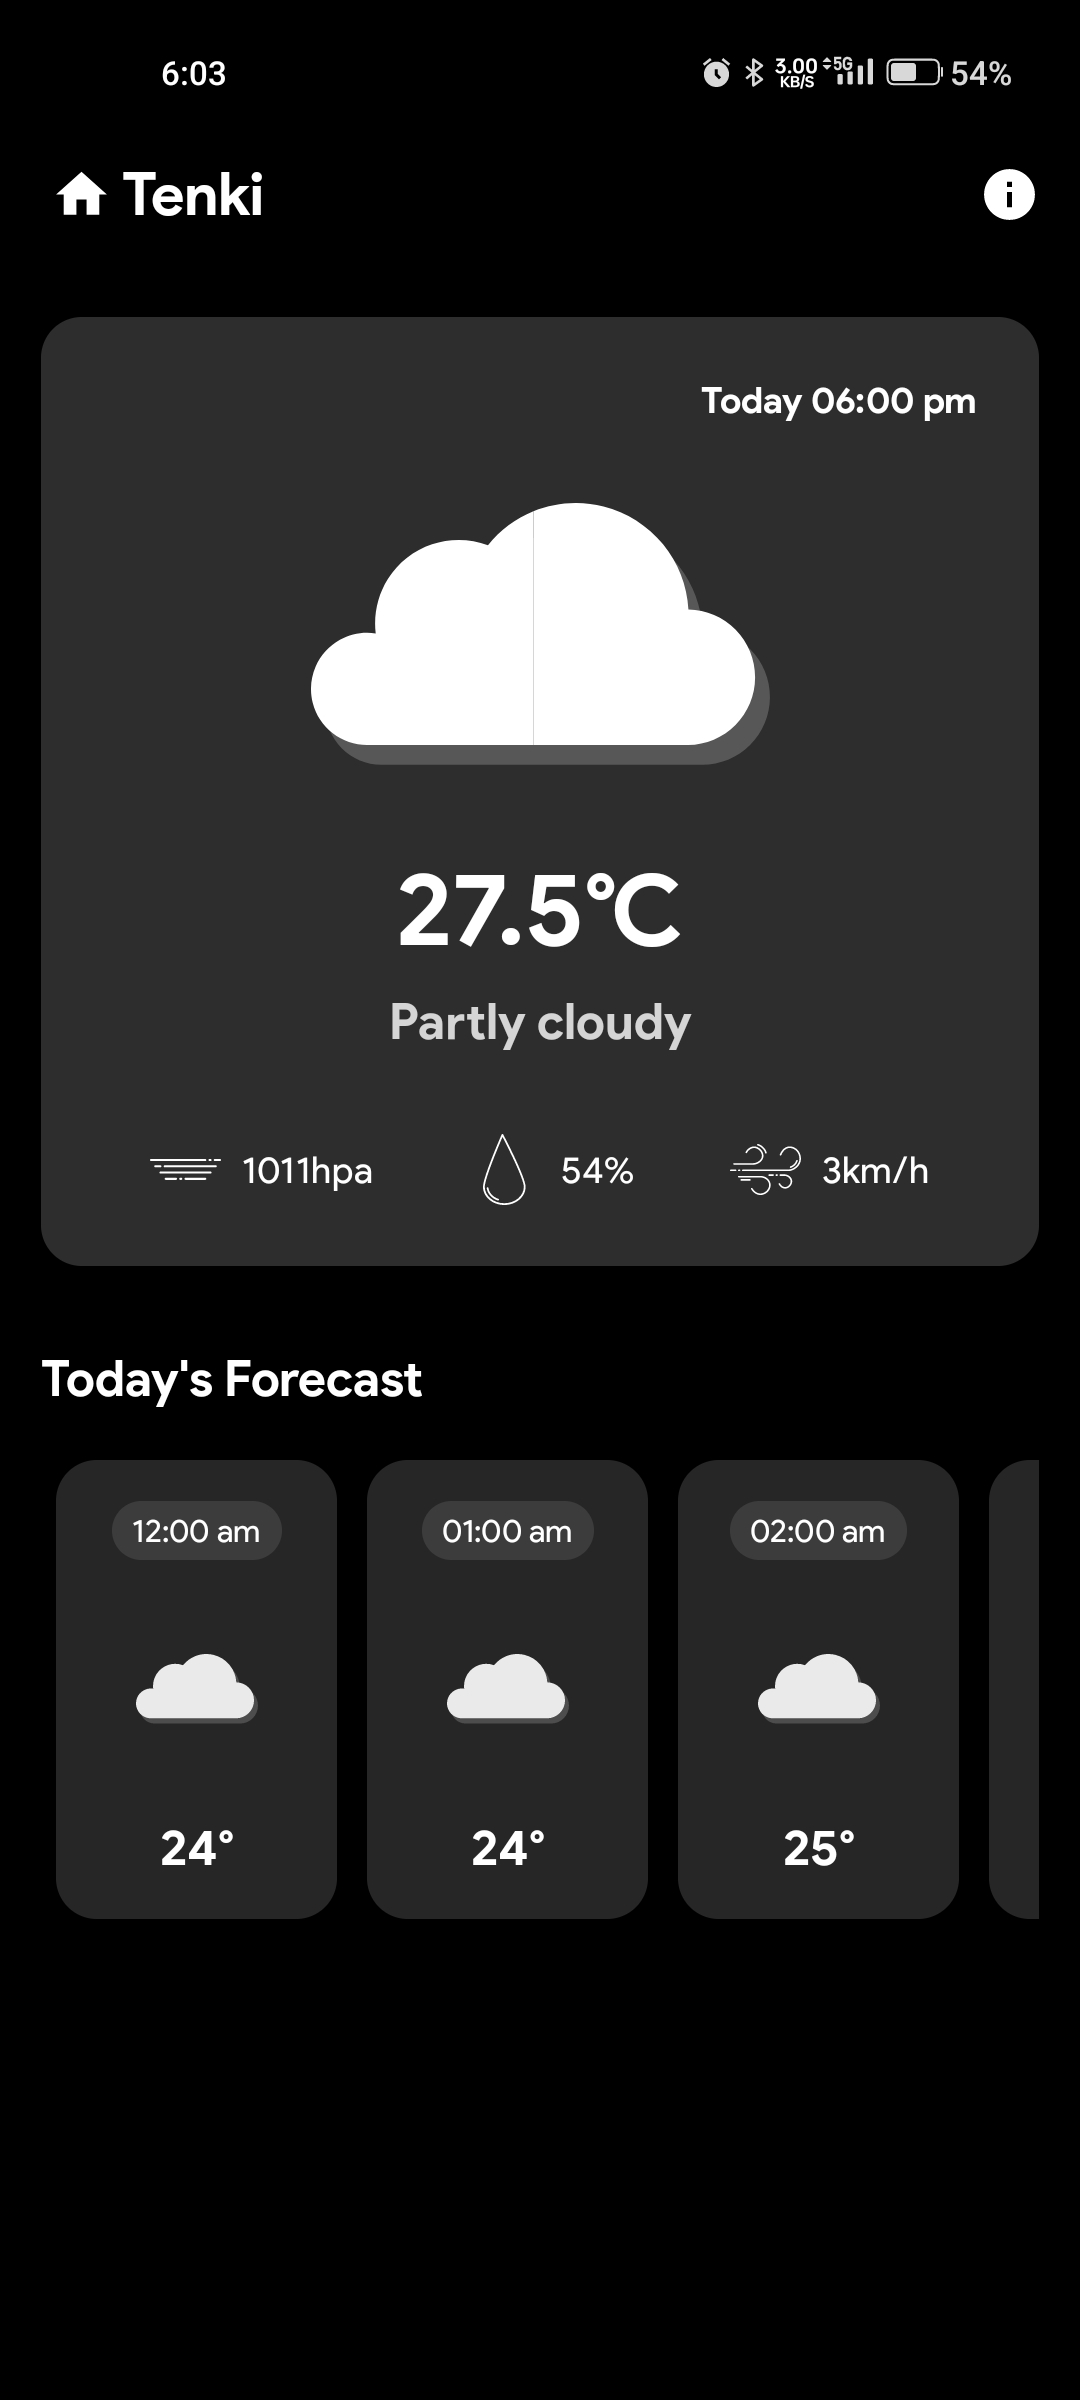 6:03
3.00 KB/S 5G 54%
Tenki
Today 06:00 pm
27.5°C
Partly cloudy
1011hpa 54% 3km/h
Today's Forecast
12:00 am 01:00 am 02:00 am
24° 24° 25°